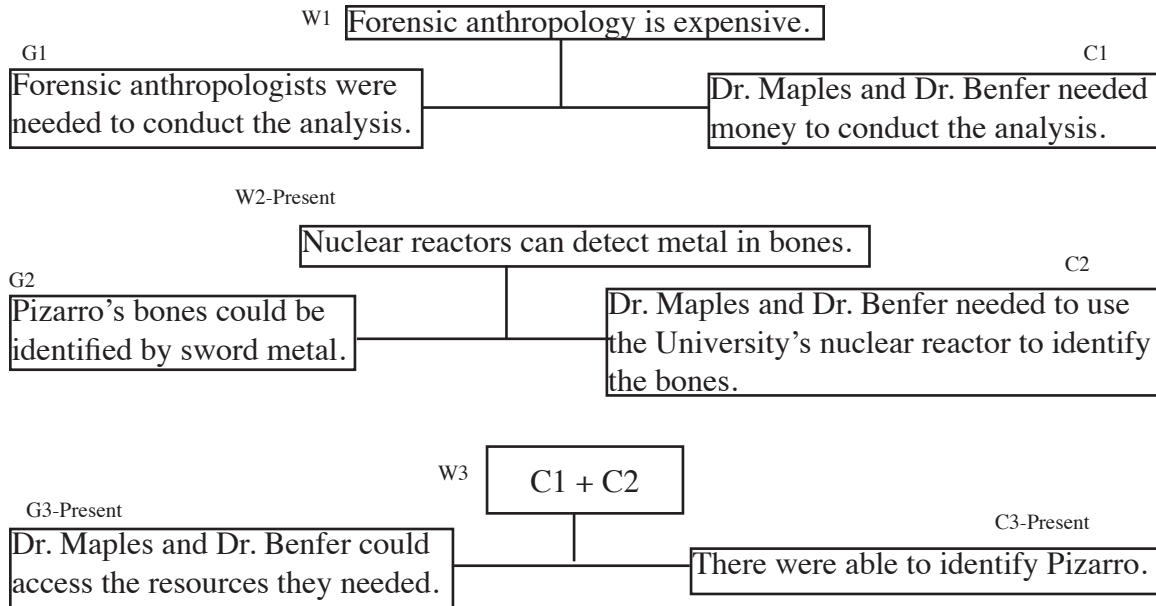 W1
Forensic anthropology is expensive.
G1
C1
Forensic anthropologists were
needed to conduct the analysis.
Dr. Maples and Dr. Benfer needed
money to conduct the analysis.
W2-Present
Nuclear reactors can detect metal in bones.
G2
C2
Pizarro’s bones could be
identified by sword metal.
Dr. Maples and Dr. Benfer needed to use
the University’s nuclear reactor to identify
the bones.
W3
C1 + C2
G3-Present
C3-Present
Dr. Maples and Dr. Benfer could
access the resources they needed.
There were able to identify Pizarro.